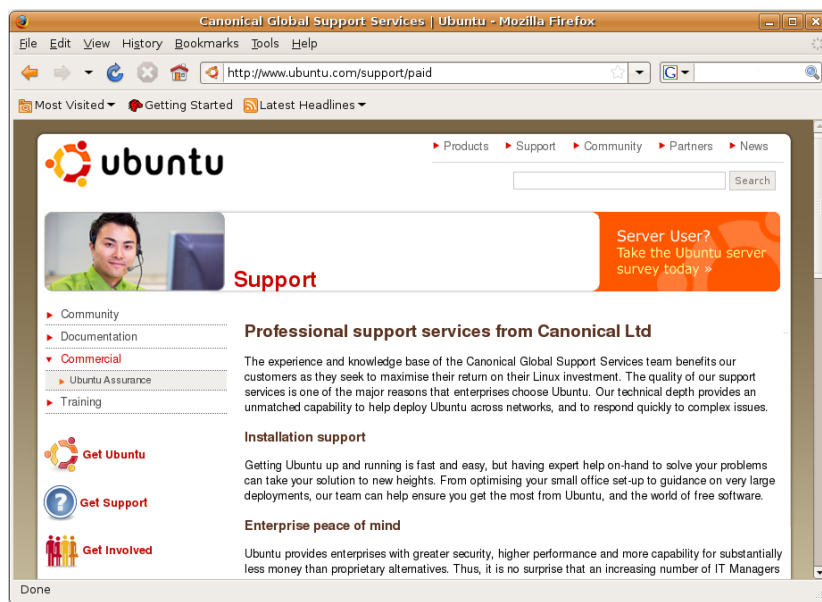 Canonical Global Support Services | Ubuntu - Mozilla Firefox
File Edit View History Bookmarks Tools Help
http://www.ubuntu.com/support/paid G
Most Visited Getting Started Latest Headlines
ubuntu
Products Support Community Partners News
Search
Support
Server User?
Take the Ubuntu server
survey today »
Community
Documentation
Commercial
Ubuntu Assurance
Training
Get Ubuntu
Get Support
Get Involved
Professional support services from Canonical Ltd
The experience and knowledge base of the Canonical Global Support Services team benefits our
customers as they seek to maximise their return on their Linux investment. The quality of our support
services is one of the major reasons that enterprises choose Ubuntu. Our technical depth provides an
unmatched capability to help deploy Ubuntu across networks, and to respond quickly to complex issues.
Installation support
Getting Ubuntu up and running is fast and easy, but having expert help on-hand to solve your problems
can take your solution to new heights. From optimising your small office set-up to guidance on very large
deployments, our team can help ensure you get the most from Ubuntu, and the world of free software.
Enterprise peace of mind
Ubuntu provides enterprises with greater security, higher performance and more capability for substantially
less money than proprietary alternatives. Thus, it is no surprise that an increasing number of IT Managers
Done